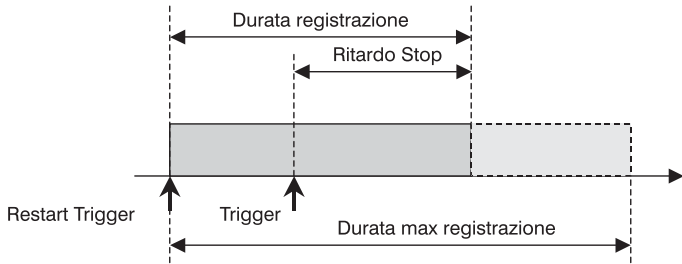 Durata registrazione
Ritardo Stop
Restart Trigger
Trigger
Durata max registrazione